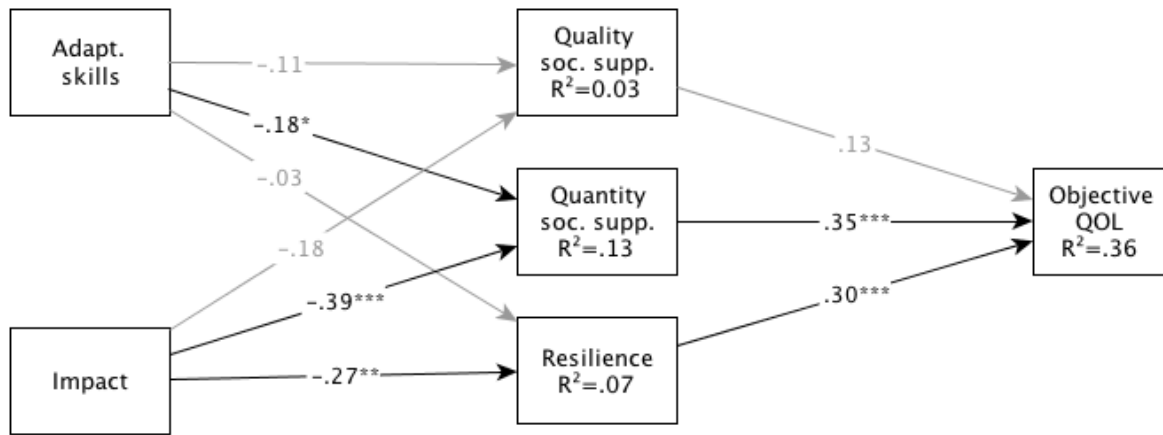 Adapt.
skills
Impact
-.11
-.18*
-.03
-.18
-.39***
-.27**
Quality
soc. supp.
R²=0.03
Quantity
soc. supp.
R²=.13
Resilience
R²=.07
.13
.35***
.30***
Objective
QOL
R²=.36